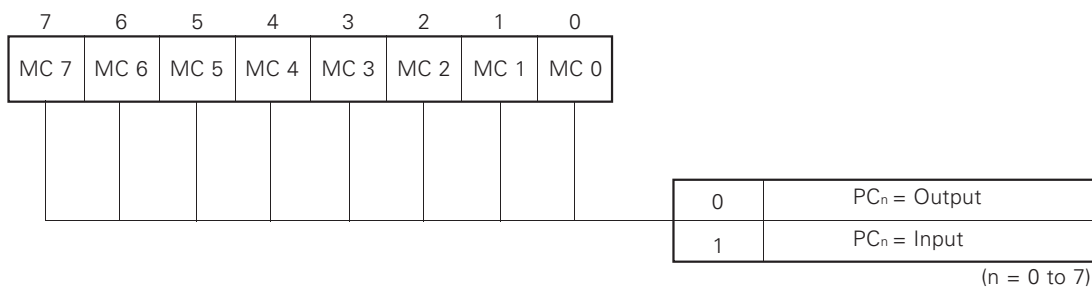 7 6 5 4 3 2 1 0
MC 7 MC 6 MC 5 MC 4 MC 3 MC 2 MC 1 MC 0
0 PCn = Output
1 PCn = Input
(n = 0 to 7)